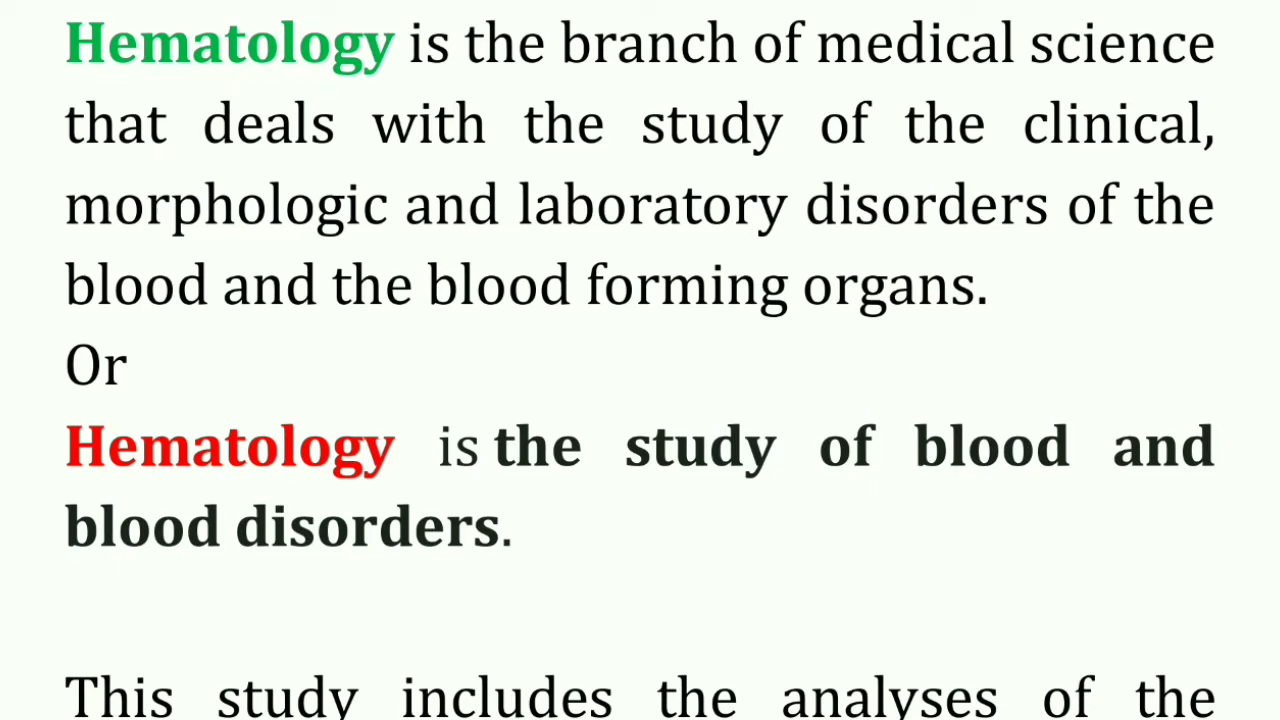 Hematology is the branch of medical science
that deals with the study of the clinical,
morphologic and laboratory disorders of the
blood and the blood forming organs.
Or
Hematology is the study of blood and
blood disorders.
This study includes the analyses of the